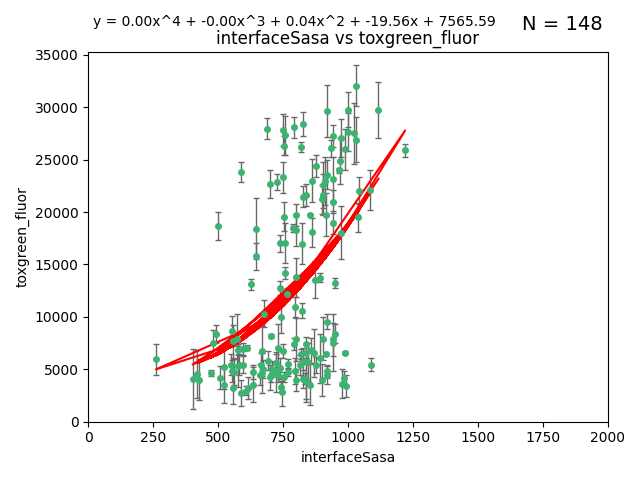 y = 0.00x^4 + -0.00x^3 + 0.04x^2 + -19.56x + 7565.59
N = 148
interfaceSasa vs toxgreen_fluor
35000
30000
25000
20000
15000
10000
5000
0
toxgreen_fluor
0 250 500 750 1000 1250 1500 1750 2000
interfaceSasa